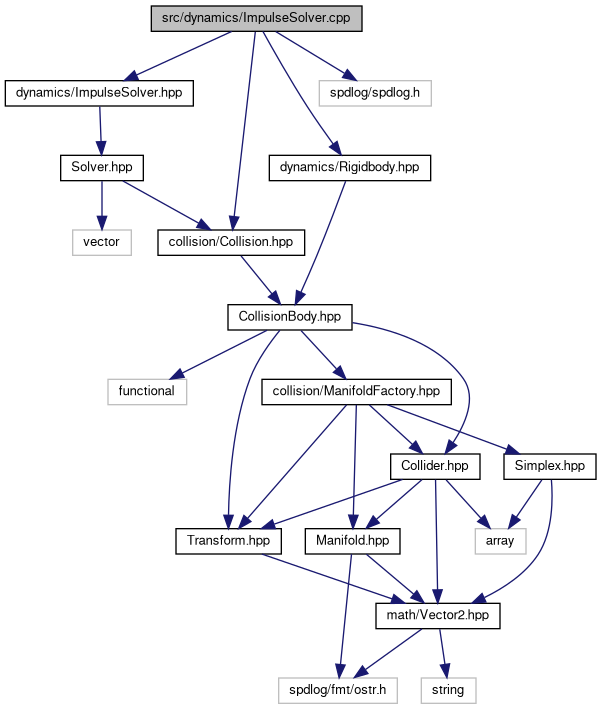 src/dynamics/ImpulseSolver.cpp
dynamics/ImpulseSolver.hpp
spdlog/spdlog.h
Solver.hpp
dynamics/Rigidbody.hpp
vector
collision/Collision.hpp
CollisionBody.hpp
functional
collision/ManifoldFactory.hpp
Collider.hpp
Simplex.hpp
Transform.hpp
Manifold.hpp
array
math/Vector2.hpp
spdlog/fmt/ostr.h
string